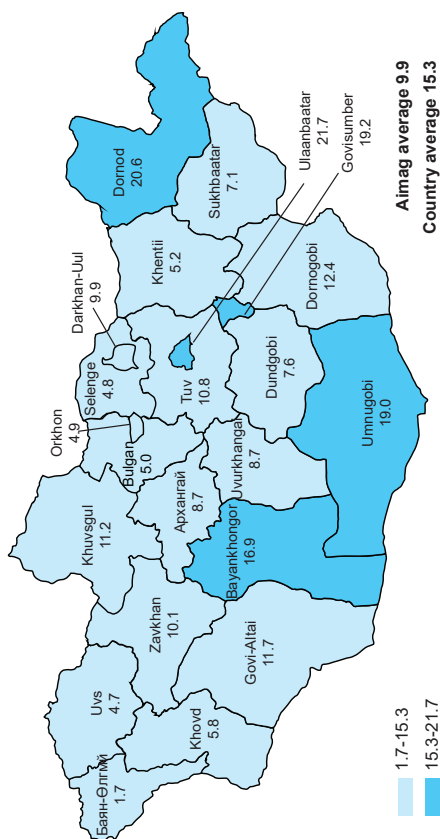 Баян-Өлгмй
1.7
Uvs
4.7
Khovd
5.8
Zavkhan
10.1
Govi-Altai
11.7
Khuvsgul
11.2
Bayankhongor
16.9
Архангай
8.7
Bulgan
5.0
Orkhon
4.9
Selenge
4.8
Darkhan-Uul
9.9
Tuv
10.8
Uvurkhangai
8.7
Dundgobi
7.6
Umnugobi
19.0
Khentii
5.2
Dornogobi
12.4
Dornod
20.6
Sukhbaatar
7.1
Ulaanbaatar
21.7
Govisumber
19.2
1.7-15.3
15.3-21.7
Aimag average 9.9
Country average 15.3